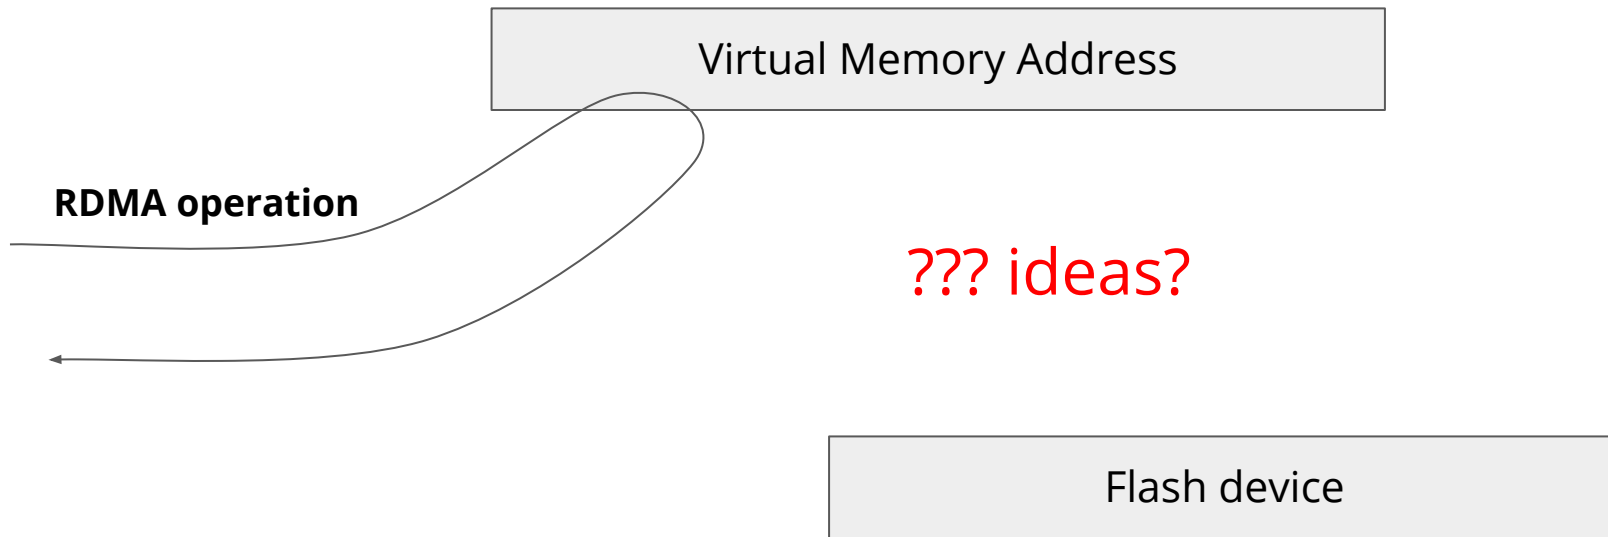 Virtual Memory Address
RDMA operation
??? ideas?
Flash device